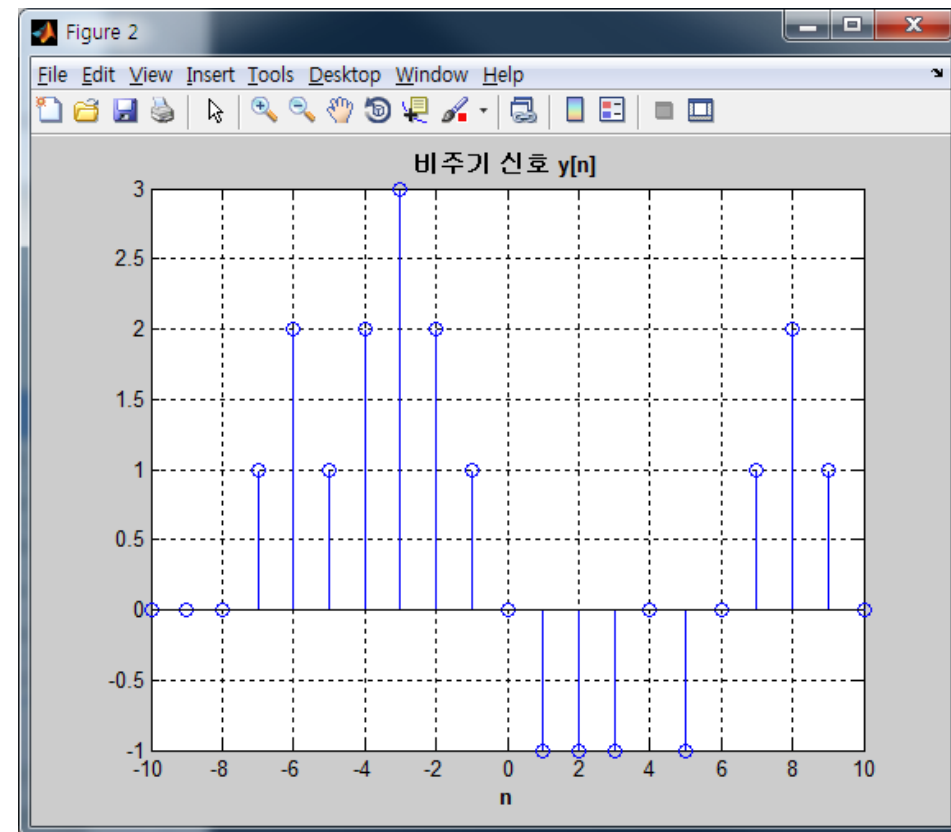 Figure 2
File Edit View Insert Tools Desktop Window Help
비주기 신호 y[n]
3
2.5
2
1.5
1
0.5
0
-0.5
-1
-10 -8 -6 -4 -2 0 2 4 6 8 10
n